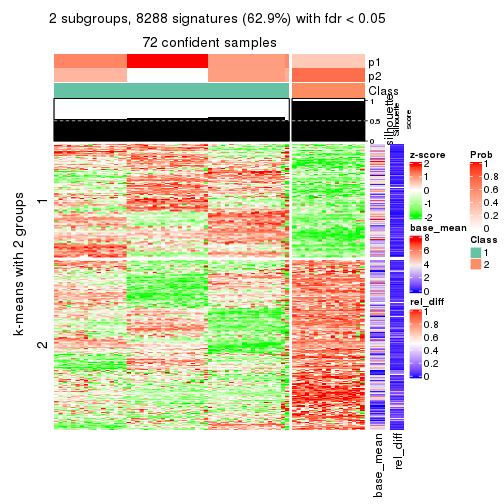 2 subgroups, 8288 signatures (62.9%) with fdr < 0.05
72 confident samples
p1
p2
Class
1
0.5
0
silhouette
Silhouette
score
k-means with 2 groups
1
2
z-score
2
1
0
-1
-2
base_mean
8
6
4
2
0
rel_diff
1
0.8
0.6
0.4
0.2
0
Prob
1
0.8
0.6
0.4
0.2
0
Class
1
2
base_mean
rel_diff